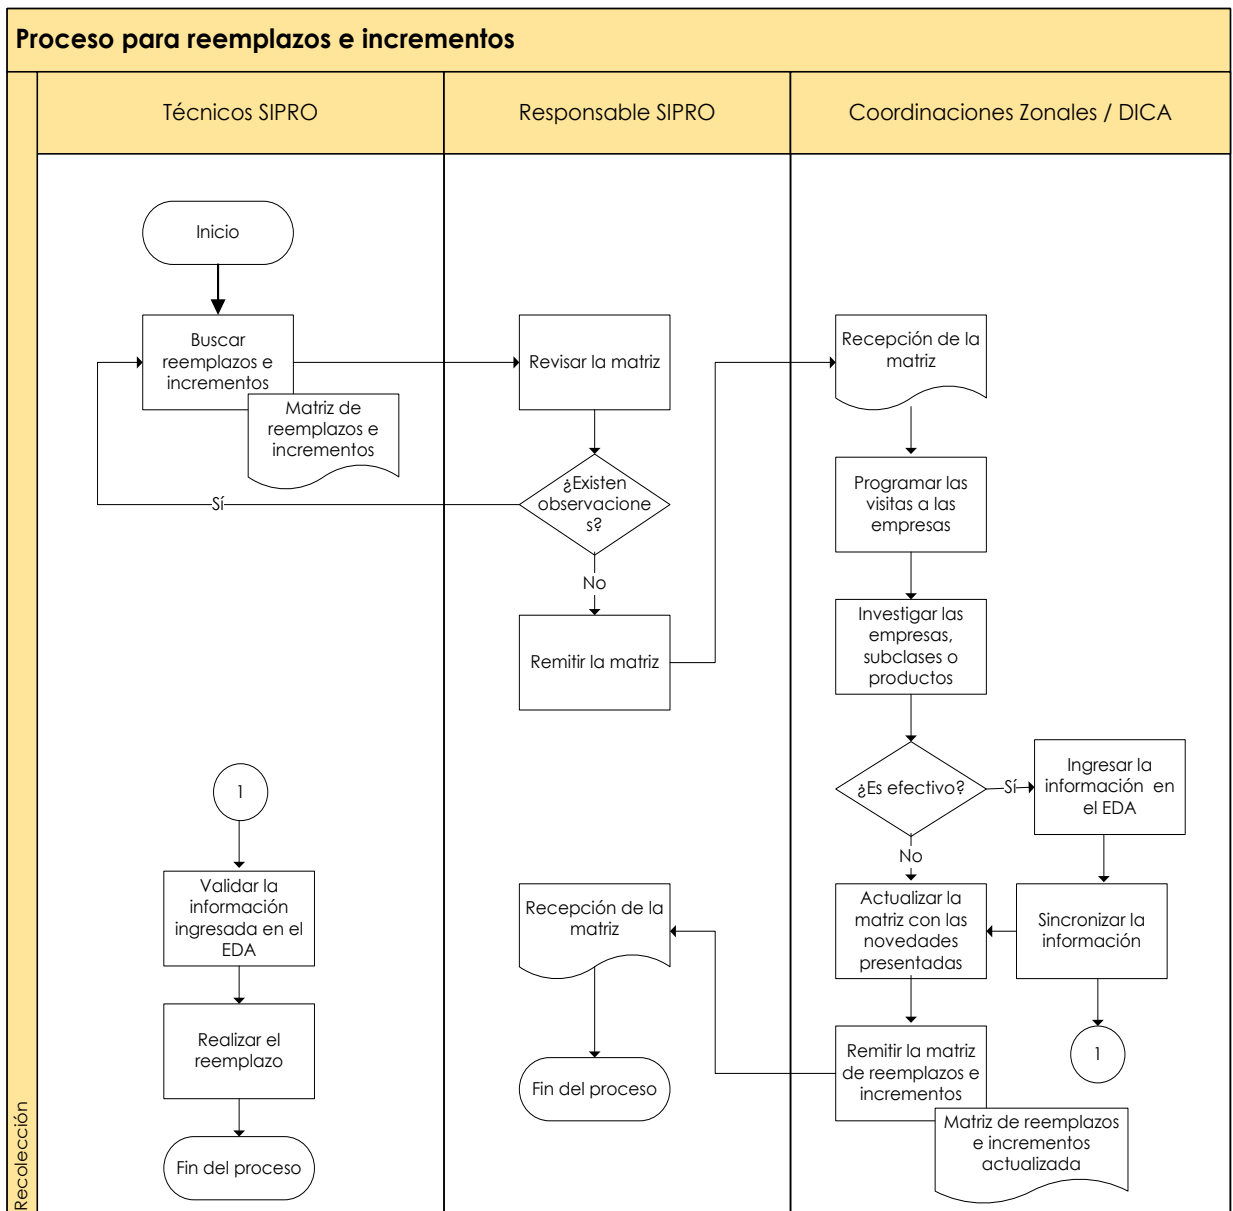 Proceso para reemplazos e incrementos
Técnicos SIPRO
Responsable SIPRO
Coordinaciones Zonales / DICA
Recolección
Inicio
Buscar
reemplazos e
incrementos
Matriz de
reemplazos e
incrementos
Revisar la matriz
¿Existen
observacione
s?
Sí
No
Remitir la matriz
Recepción de la
matriz
Programar las
visitas a las
empresas
Investigar las
empresas,
subclases o
productos
¿Es efectivo?
Sí
Ingresar la
información en
el EDA
No
Actualizar la
matriz con las
novedades
presentadas
Sincronizar la
información
1
Remitir la matriz
de reemplazos e
incrementos
Matriz de reemplazos
e incrementos
actualizada
Recepción de la
matriz
Fin del proceso
1
Validar la
información
ingresada en el
EDA
Realizar el
reemplazo
Fin del proceso